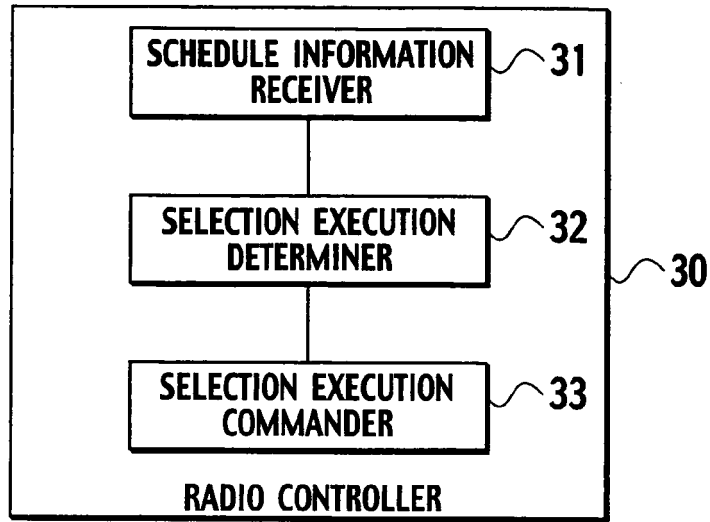 SCHEDULE INFORMATION
RECEIVER
31
SELECTION EXECUTION
DETERMINER
32
30
SELECTION EXECUTION
COMMANDER
33
RADIO CONTROLLER